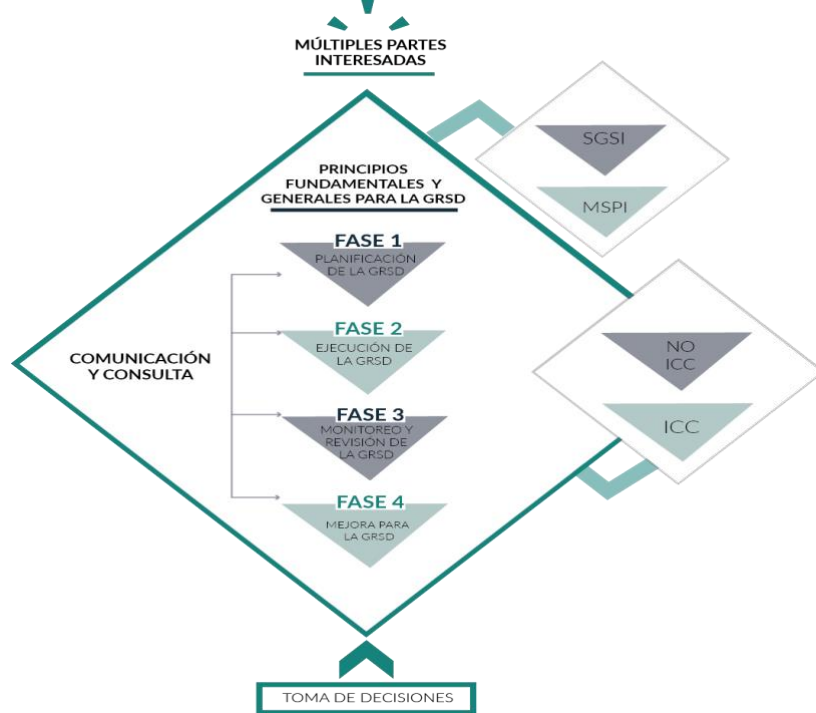 MÚLTIPLES PARTES
INTERESADAS
SGSI
MSPI
PRINCIPIOS
FUNDAMENTALES Y
GENERALES PARA LA GRSD
FASE 1
PLANIFICACIÓN
DE LA GRSD
FASE 2
EJECUCIÓN DE
LA GRSD
COMUNICACIÓN
Y CONSULTA
FASE 3
MONITOREO Y
REVISIÓN DE
LA GRSD
FASE 4
MEJORA PARA
LA GRSD
NO
ICC
ICC
TOMA DE DECISIONES